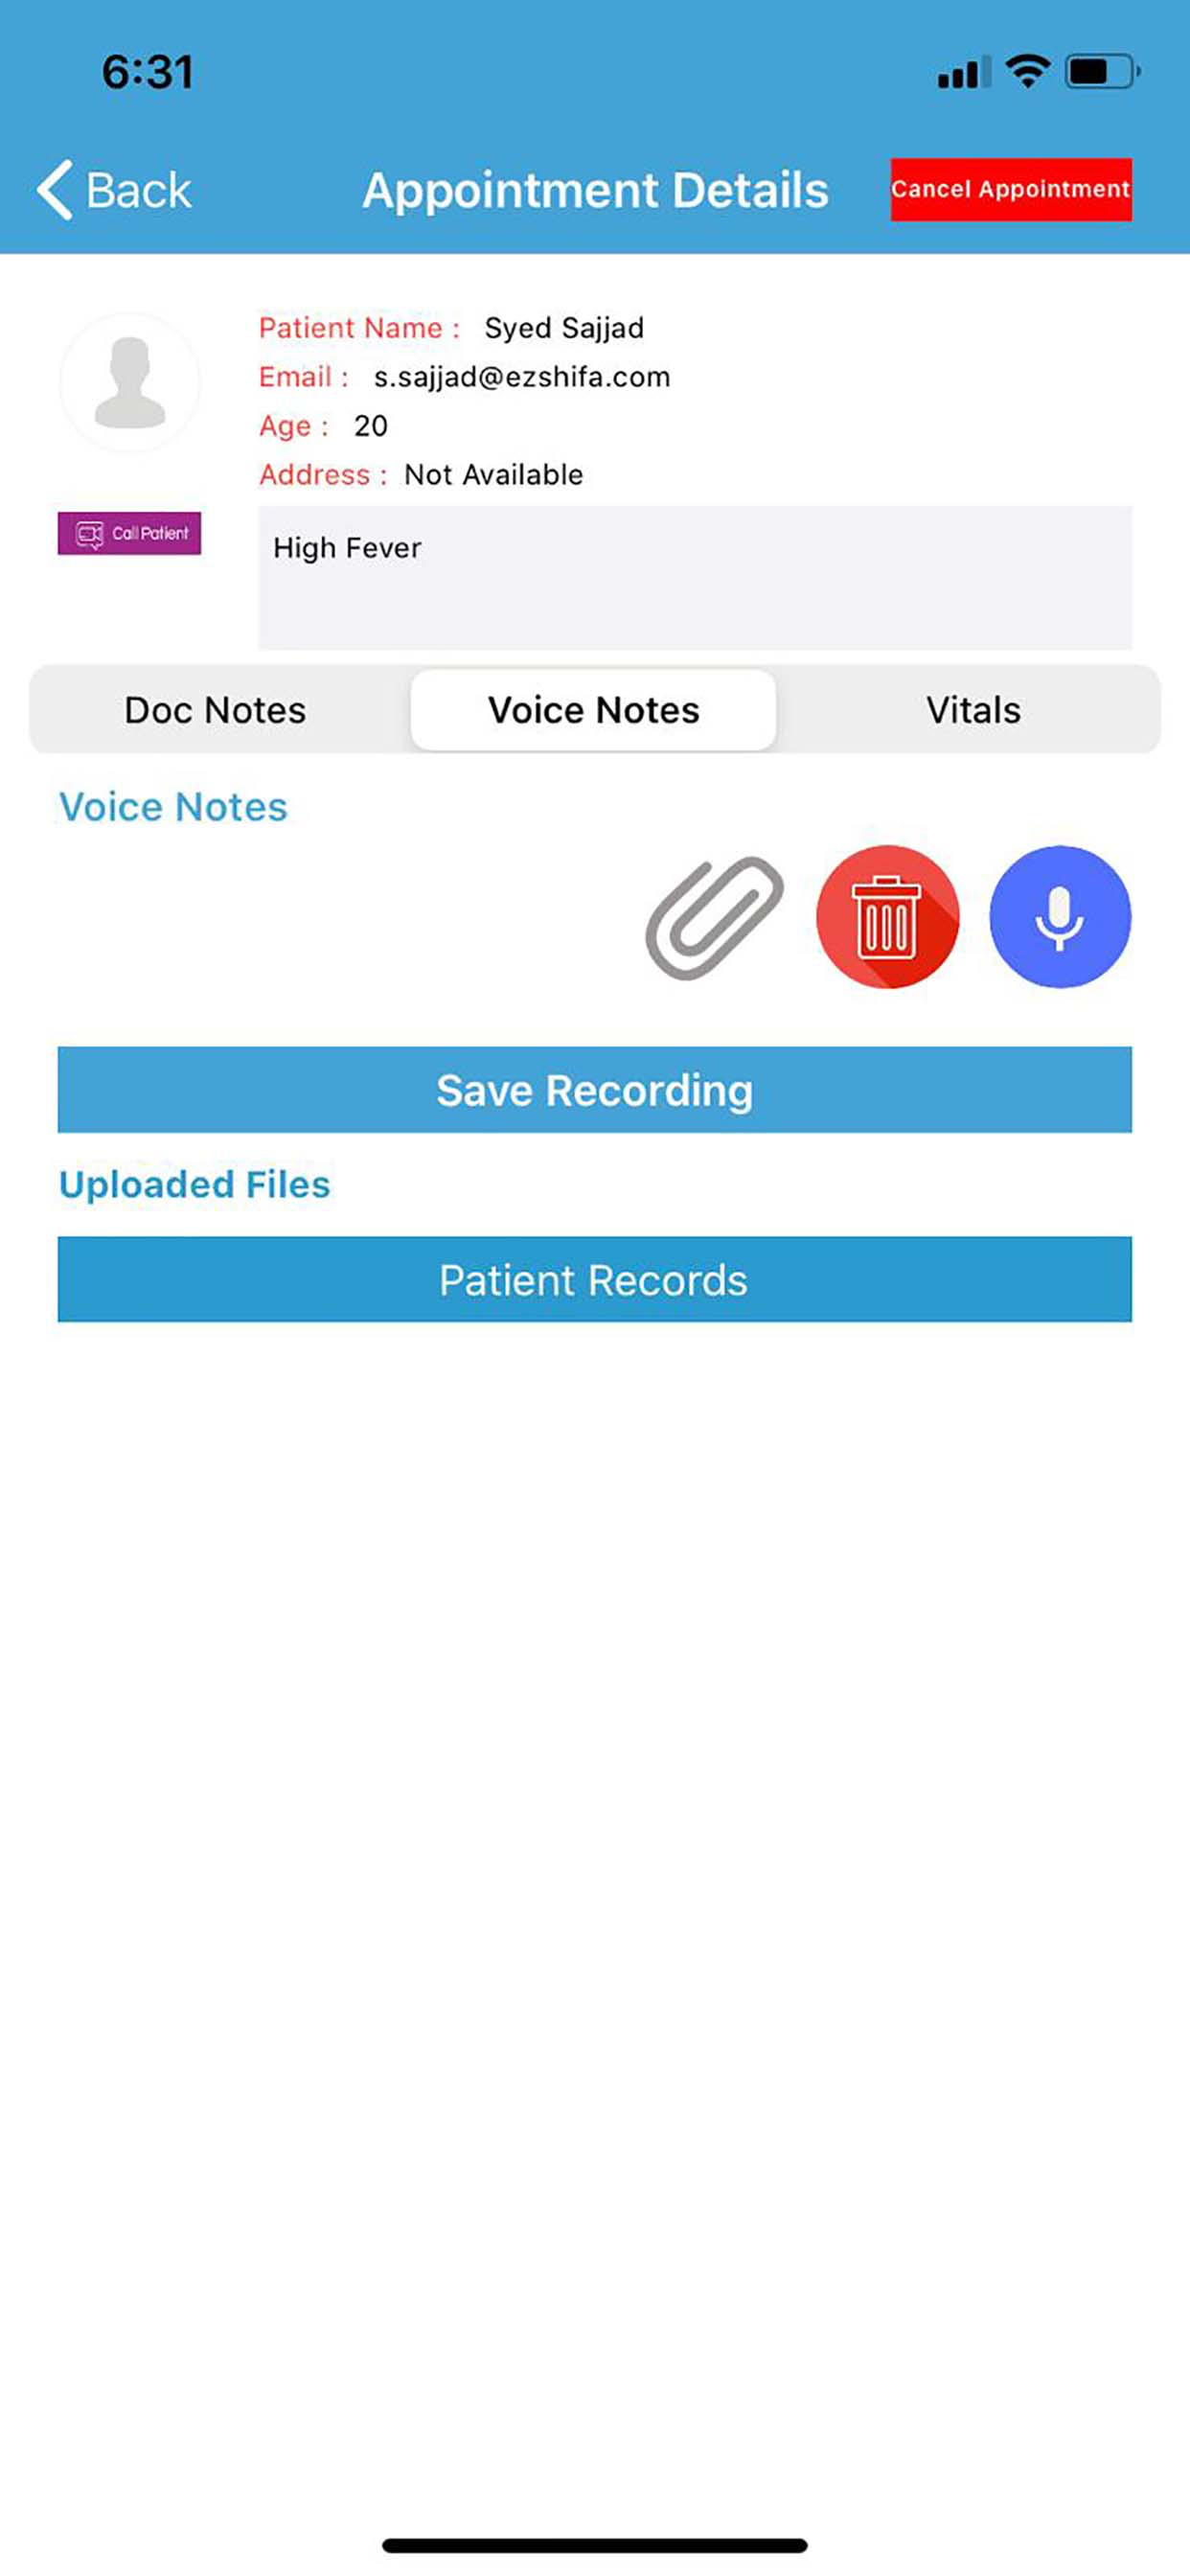 6:31
Back
Appointment Details
Cancel Appointment
Patient Name : Syed Sajjad
Email : s.sajjad@ezshifa.com
Age : 20
Address : Not Available
Call Patient
High Fever
Doc Notes
Voice Notes
Vitals
Voice Notes
Save Recording
Uploaded Files
Patient Records